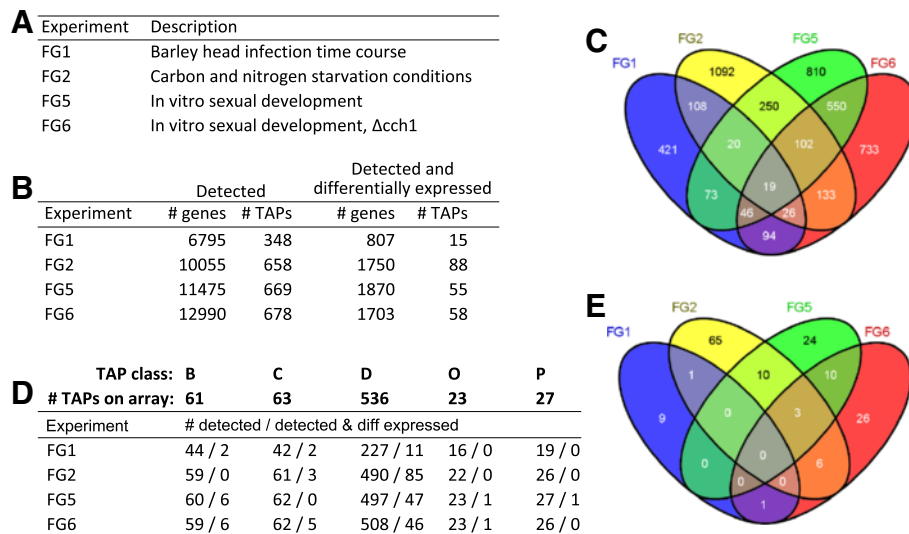 A
Experiment Description
FG1 Barley head infection time course
FG2 Carbon and nitrogen starvation conditions
FG5 In vitro sexual development
FG6 In vitro sexual development, Δcch1
B
Detected Detected and differentially expressed
Experiment # genes # TAPs # genes # TAPs
FG1 6795 348 807 15
FG2 10055 658 1750 88
FG5 11475 669 1870 55
FG6 12990 678 1703 58
D
TAP class: B C D O P
# TAPs on array: 61 63 536 23 27
Experiment # detected / detected & diff expressed
FG1 44 / 2 42 / 2 227 / 11 16 / 0 19 / 0
FG2 59 / 0 61 / 3 490 / 85 22 / 0 26 / 0
FG5 60 / 6 62 / 0 497 / 47 23 / 1 27 / 1
FG6 59 / 6 62 / 5 508 / 46 23 / 1 26 / 0
C
FG2 FG5
FG1 FG6
1092 810
108 250 550
421 20 102 733
19
73 133
46 26
94
E
FG2 FG5
FG1 FG6
65 24
1 10 10
9 0 3 26
0
0 6
0 0
1